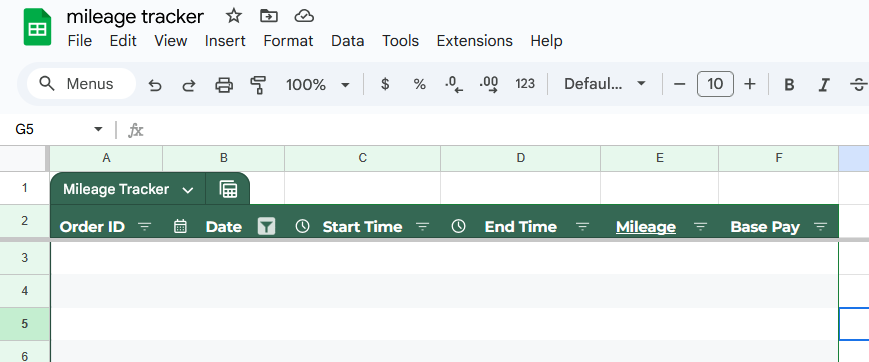 mileage tracker
File Edit View Insert Format Data Tools Extensions Help
Menus 100% $ % .0 .00 123 Defaul... − 10 + B I S
G5 fx
A B C D E F
1 Mileage Tracker
2 Order ID Date Start Time End Time Mileage Base Pay
3
4
5
6